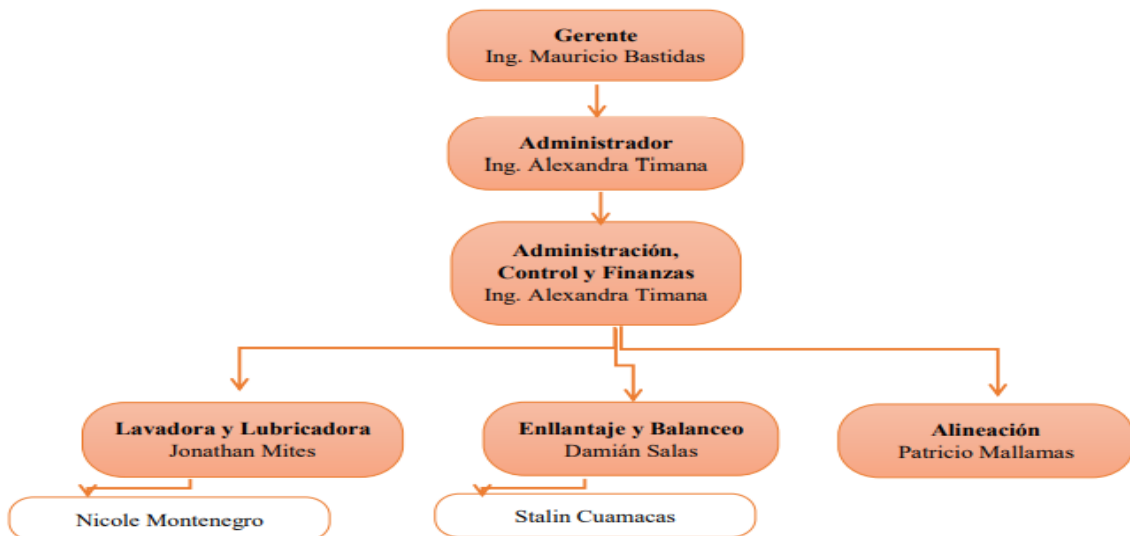 Gerente
Ing. Mauricio Bastidas
Administrador
Ing. Alexandra Timana
Administración,
Control y Finanzas
Ing. Alexandra Timana
Lavadora y Lubricadora
Jonathan Mites
Enllantaje y Balanceo
Damián Salas
Alineación
Patricio Mallamas
Nicole Montenegro
Stalin Cuamacas